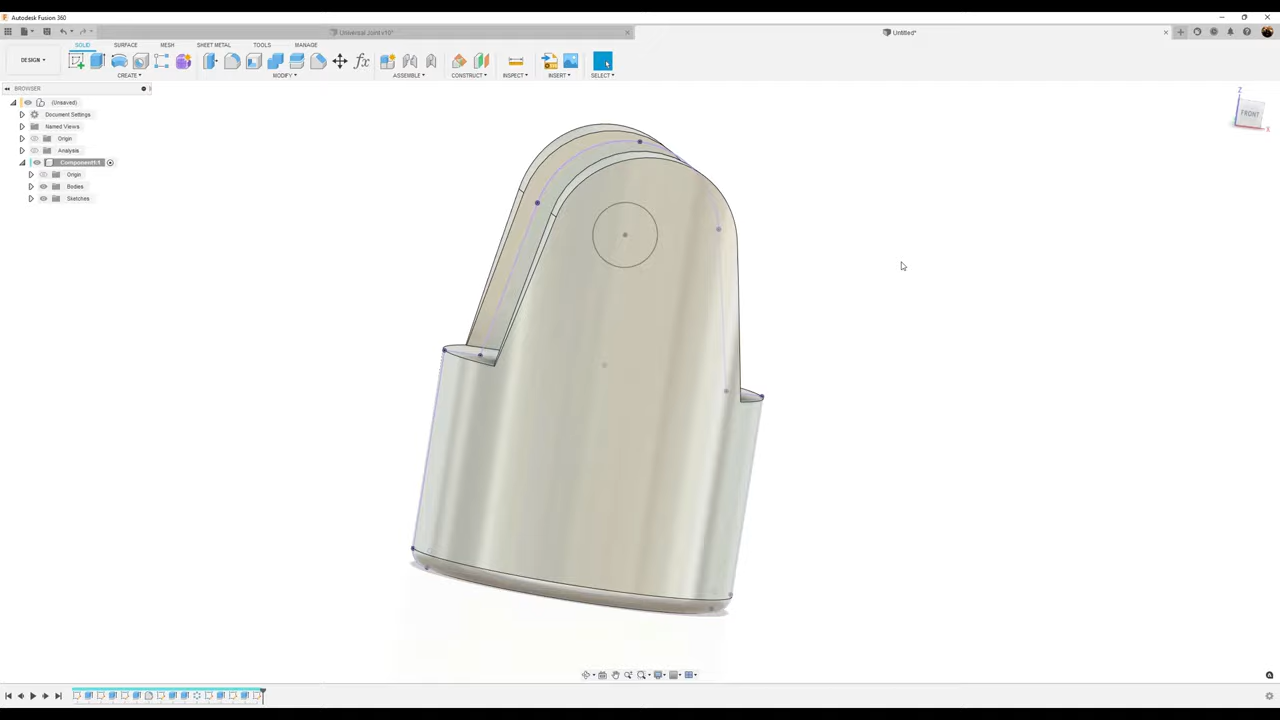 Autodesk Fusion 360
Universal Joint v10*
Untitled*
DESIGN
SOLID
SURFACE
MESH
SHEET METAL
TOOLS
MANAGE
CREATE
MODIFY
ASSEMBLE
CONSTRUCT
INSPECT
INSERT
SELECT
BROWSER
(Unsaved)
Document Settings
Named Views
Origin
Analysis
Component1:1
Origin
Bodies
Sketches
Z
FRONT
X